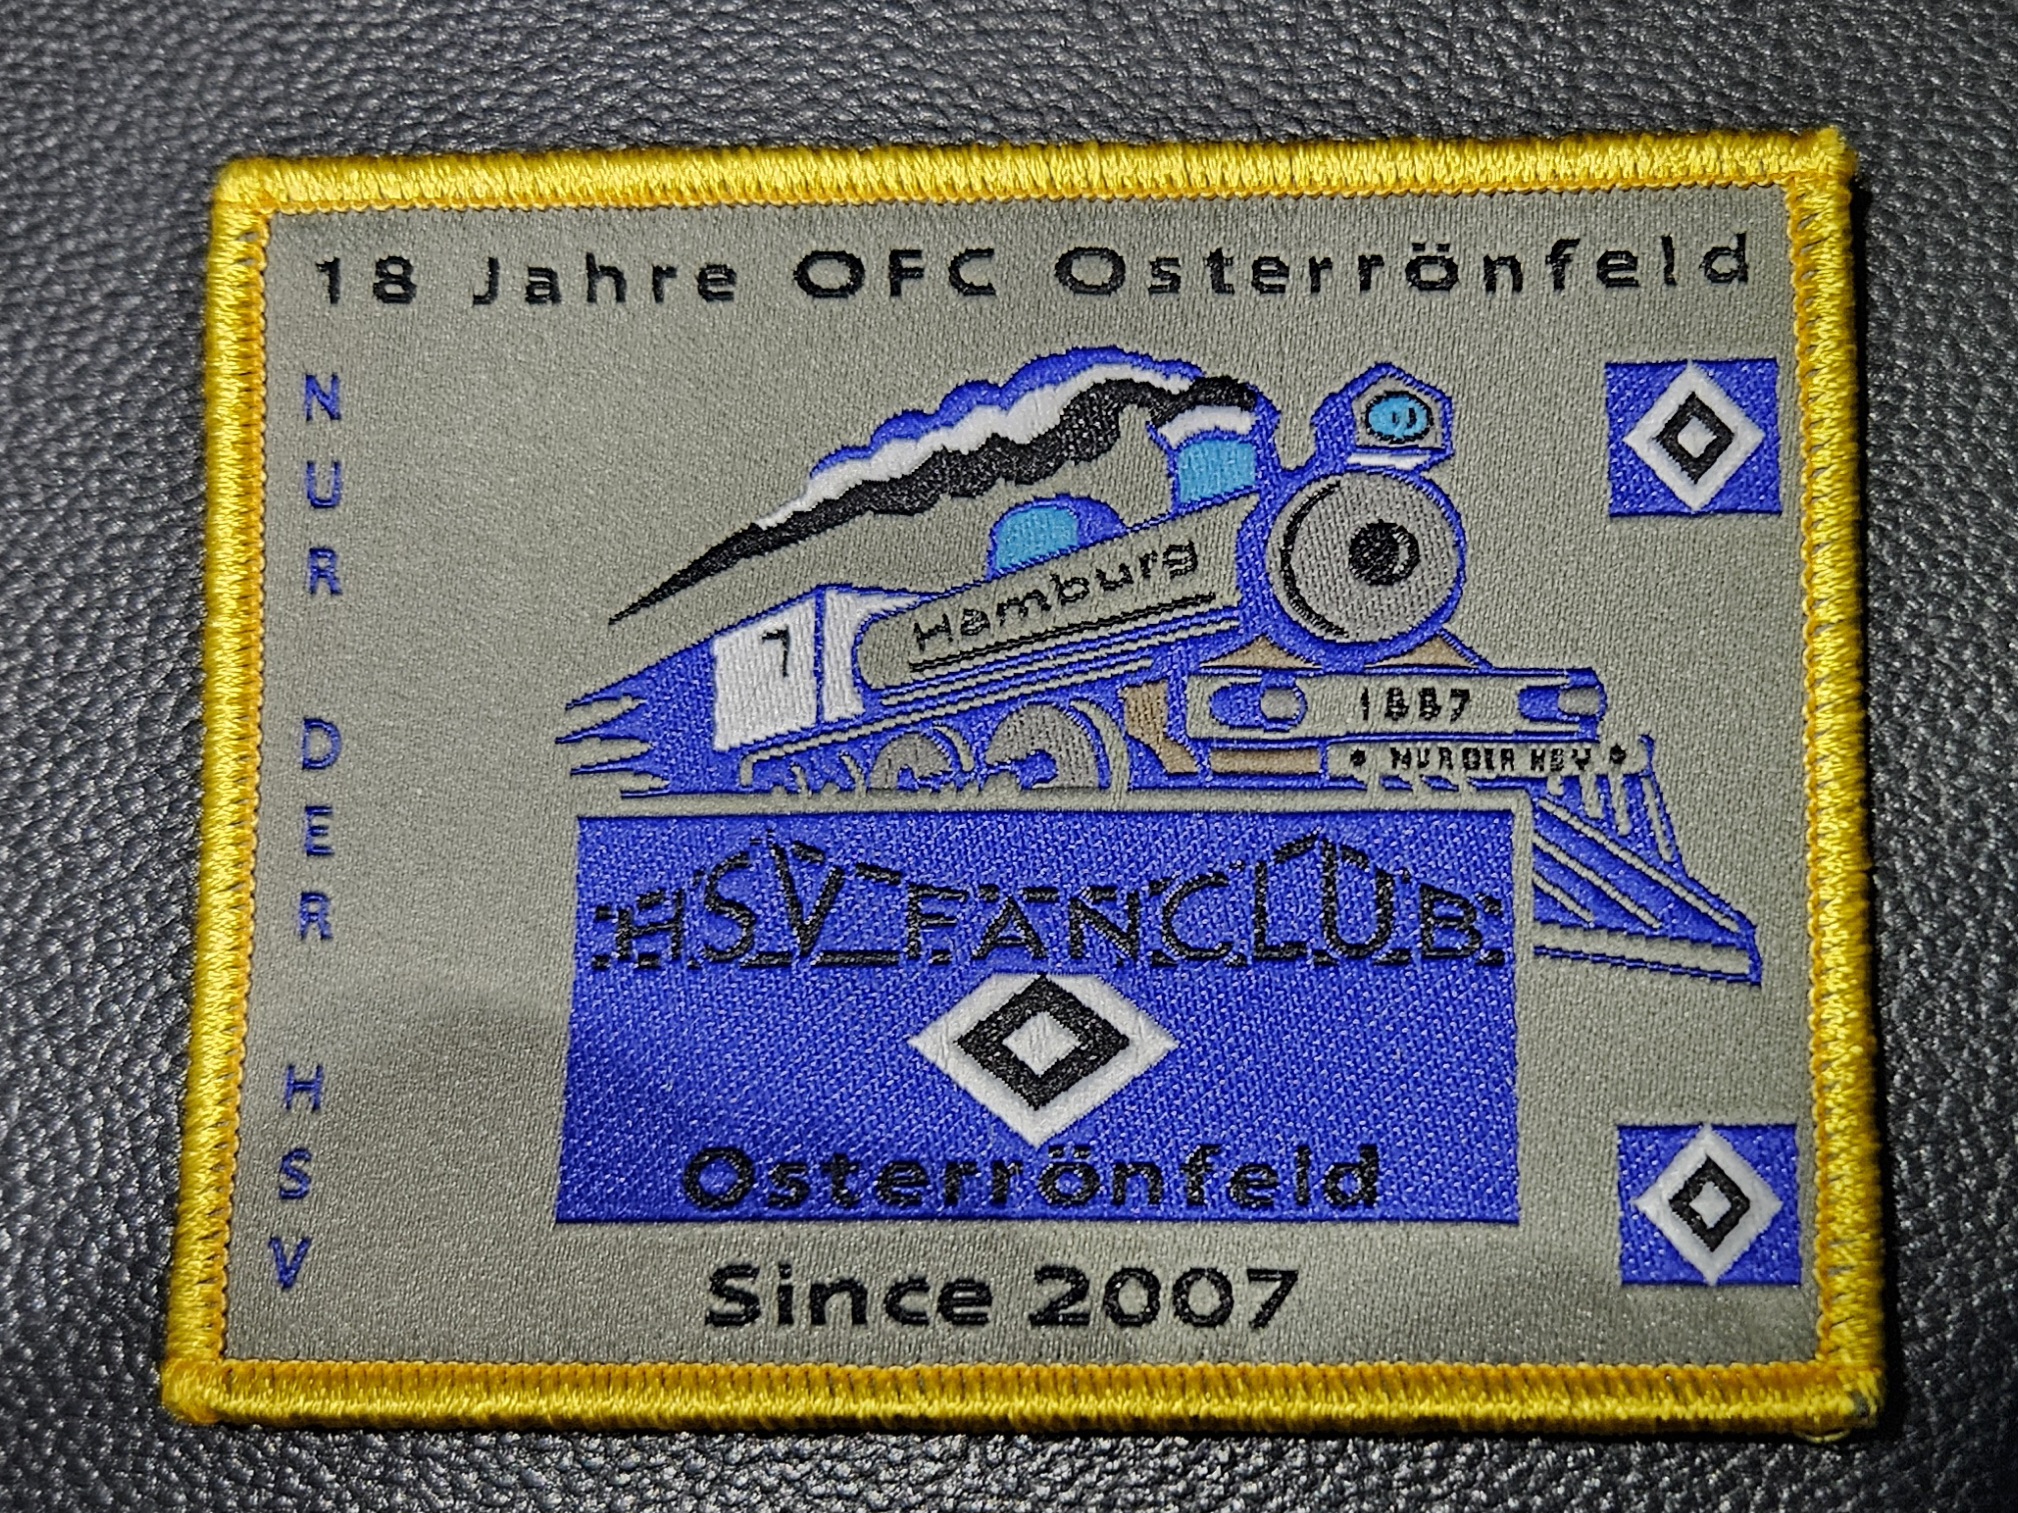 18 Jahre OFC Osterrönfeld
NUR DER HSV
Hamburg
7
1887
* NUR DER HSV *
HSV FANCLUB
Osterrönfeld
Since 2007